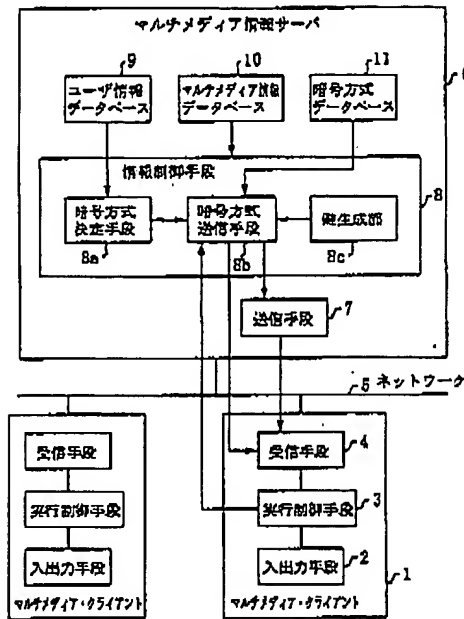 マルチメディア情報サーバ
9
10
11
6
ユーザ情報
データベース
マルチメディア情報
データベース
暗号方式
データベース
情報制御手段
8
暗号方式
決定手段
暗号方式
送信手段
鍵生成部
8a
8b
8c
送信手段
7
5 ネットワーク
受信手段
実行制御手段
入出力手段
マルチメディア・クライアント
受信手段
4
実行制御手段
3
入出力手段
2
1
マルチメディア・クライアント